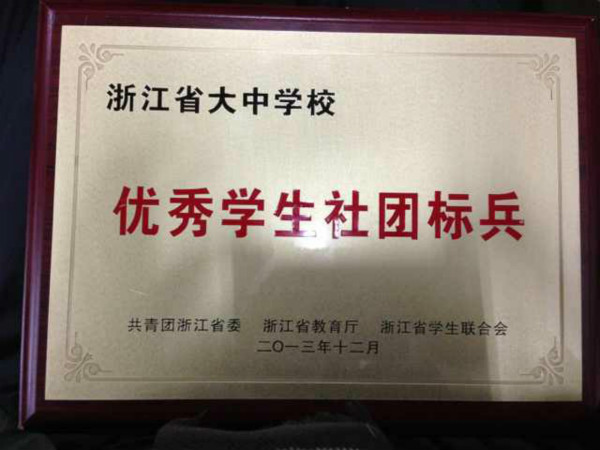 浙江省大中学校
优秀学生社团标兵
共青团浙江省委 浙江省教育厅 浙江省学生联合会
二〇一三年十二月